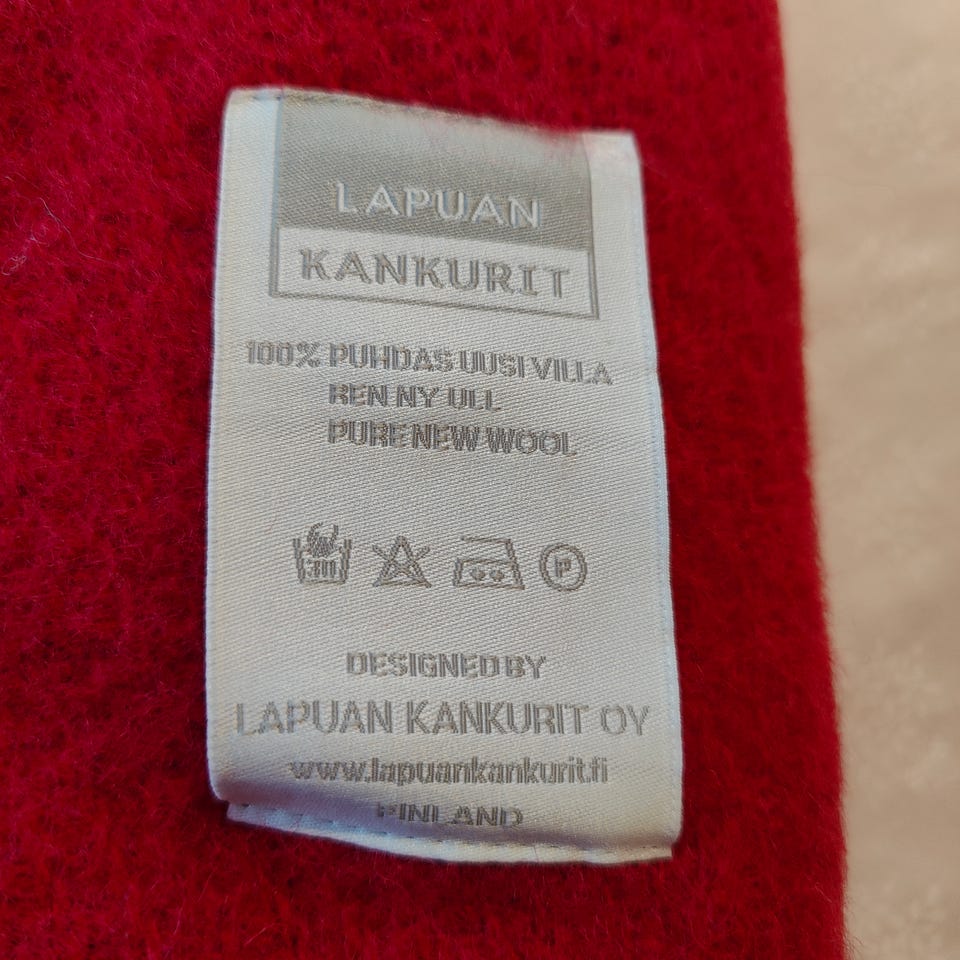 LAPUAN
KANKURIT
100% PUHDAS UUSI VILLA
REN NY ULL
PURE NEW WOOL
30
P
DESIGNED BY
LAPUAN KANKURIT OY
www.lapuankankurit.fi
FINLAND